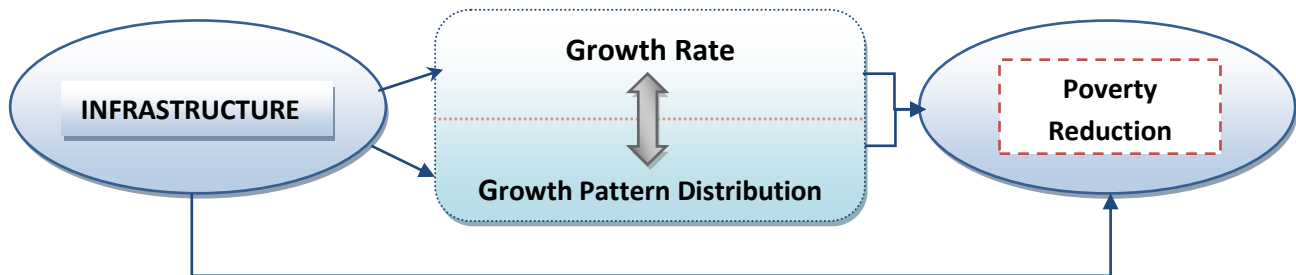 INFRASTRUCTURE
Growth Rate
Growth Pattern Distribution
Poverty
Reduction